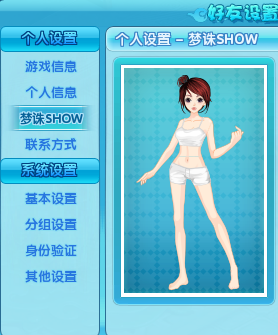 好友设置
个人设置
个人设置 – 梦诛SHOW
游戏信息
个人信息
梦诛SHOW
联系方式
系统设置
基本设置
分组设置
身份验证
其他设置